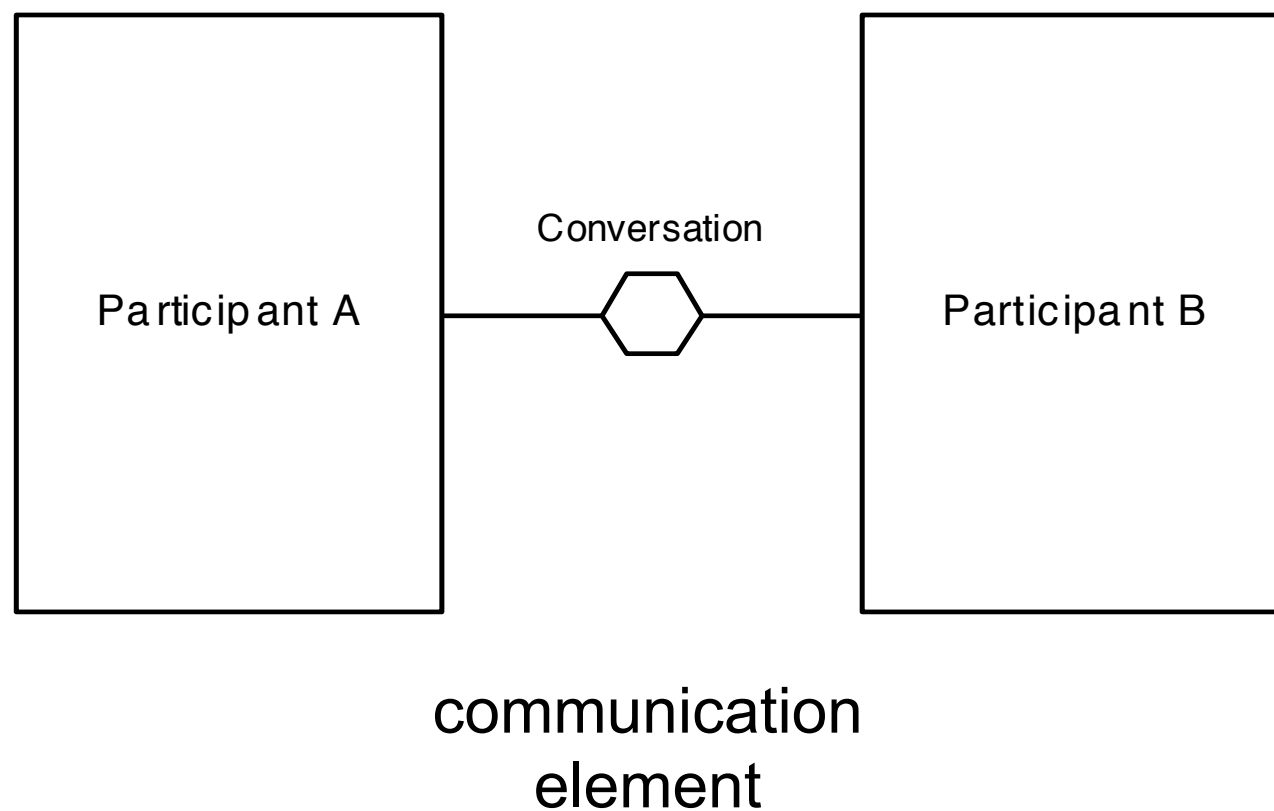 Conversation
Participant A
Participant B
communication
element